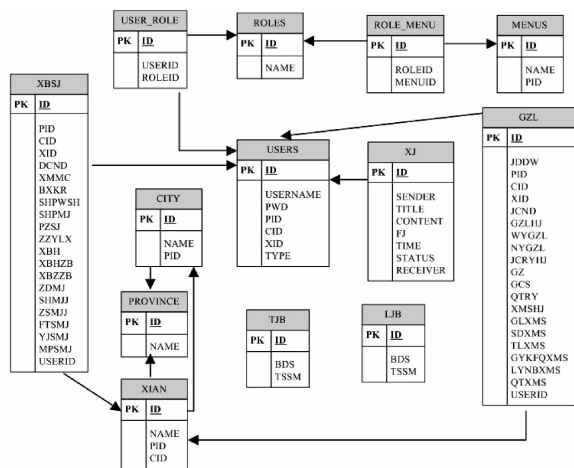 USER_ROLE
PK ID
USERID
ROLEID
ROLES
PK ID
NAME
ROLE_MENU
PK ID
ROLEID
MENUID
MENUS
PK ID
NAME
PID
XBSJ
PK ID
PID
CID
XID
DCND
XMMC
BXKR
SHPWSH
SHPMJ
PZSJ
ZZYLX
XBH
XBHZB
XBZZB
ZDMJ
SHMJJ
ZSMJJ
FTSMJ
YJSMJ
MPSMJ
USERID
USERS
PK ID
USERNAME
PWD
PID
CID
XID
TYPE
XJ
PK ID
SENDER
TITLE
CONTENT
FJ
TIME
STATUS
RECEIVER
GZL
PK ID
JDDW
PID
CID
XID
JCND
GZLHJ
WYGZL
NYGZL
JCRYHJ
GZ
GCS
QTRY
XMSHJ
GLXMS
SDXMS
TLXMS
GYKFQXMS
LYNBXMS
QTXMS
USERID
CITY
PK ID
NAME
PID
PROVINCE
PK ID
NAME
XIAN
PK ID
NAME
PID
CID
TJB
PK ID
BDS
TSSM
LJB
PK ID
BDS
TSSM